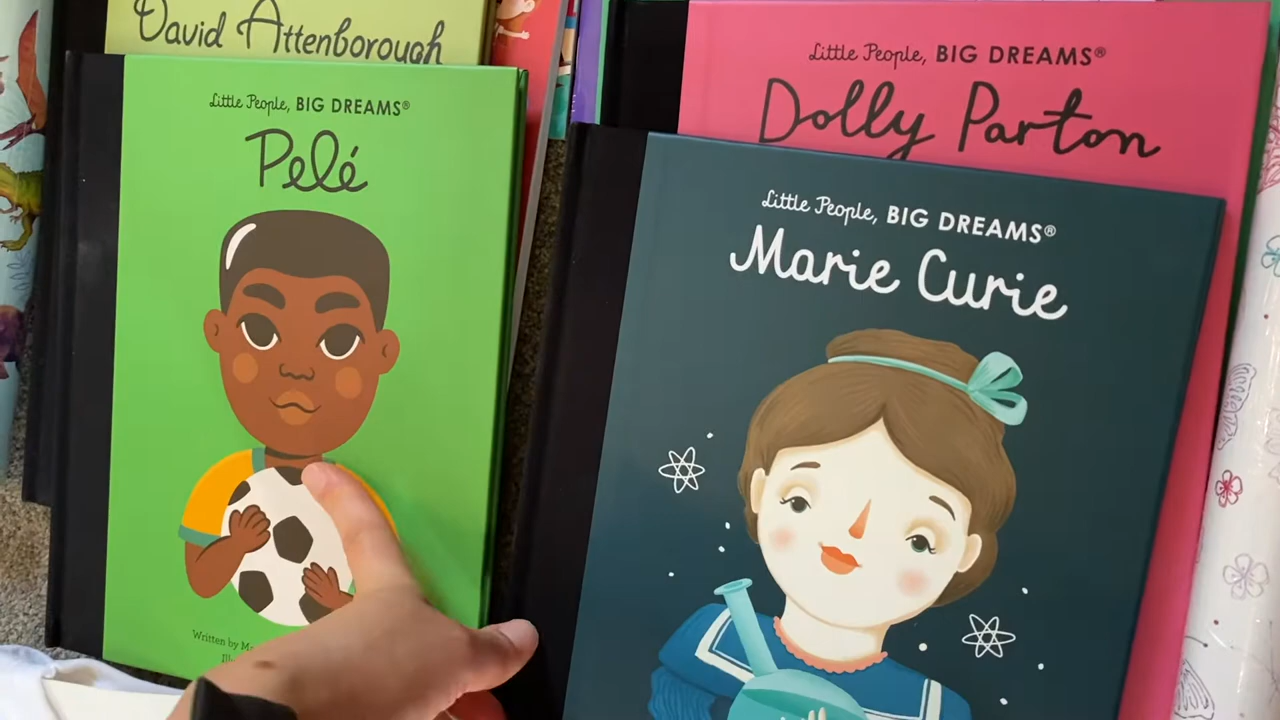 David Attenborough
Little People, BIG DREAMS®
Pelé
Written by
Little People, BIG DREAMS®
Dolly Parton
Little People, BIG DREAMS®
Marie Curie